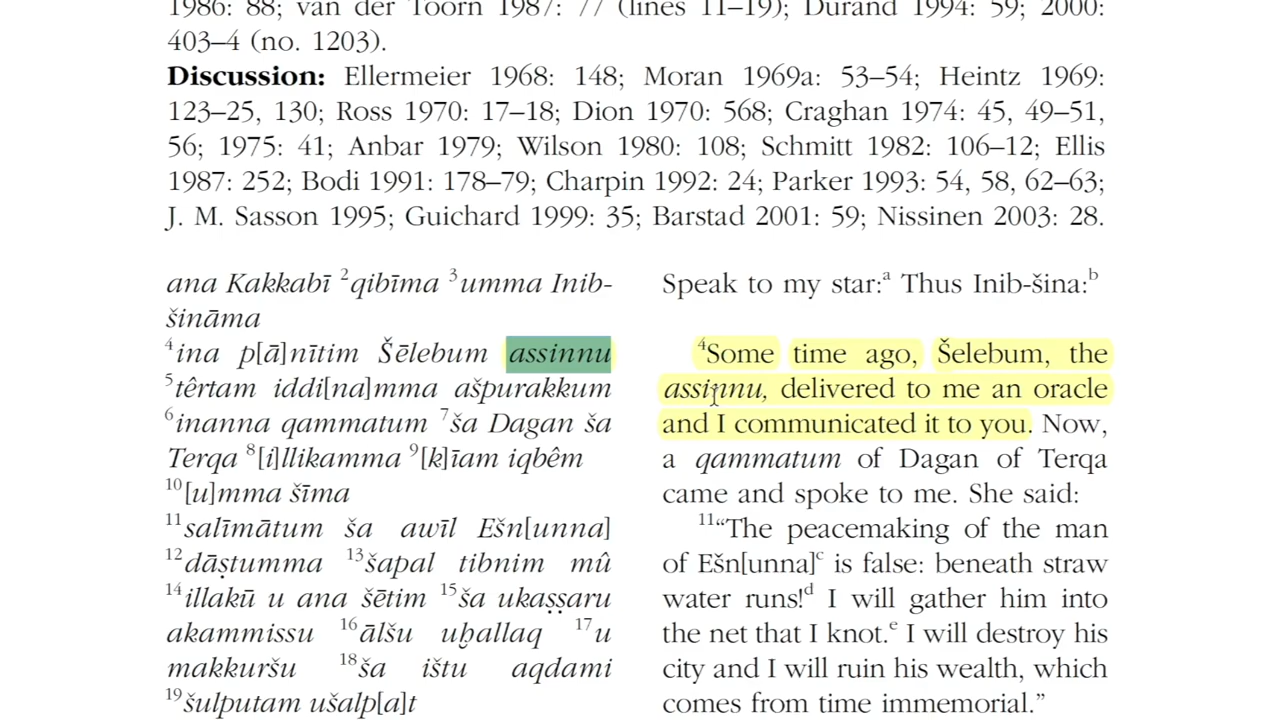 1986: 88; van der Toorn 1987: 77 (lines 11–19); Durand 1994: 59; 2000:
403–4 (no. 1203).
Discussion: Ellermeier 1968: 148; Moran 1969a: 53–54; Heintz 1969:
123–25, 130; Ross 1970: 17–18; Dion 1970: 568; Craghan 1974: 45, 49–51,
56; 1975: 41; Anbar 1979; Wilson 1980: 108; Schmitt 1982: 106–12; Ellis
1987: 252; Bodi 1991: 178–79; Charpin 1992: 24; Parker 1993: 54, 58, 62–63;
J. M. Sasson 1995; Guichard 1999: 35; Barstad 2001: 59; Nissinen 2003: 28.
ana Kakkabī 2qibīma 3umma Inib-
šināma
4ina p[ā]nītim Šēlebum assinnu
5têrtam iddi[na]mma ašpurakkum
6inanna qammatum 7ša Dagan ša
Terqa 8[i]llikamma 9[k]īam iqbêm
10[u]mma šīma
11salīmātum ša awīl Ešn[unna]
12dāṣtumma 13šapal tibnim mû
14illakū u ana šētim 15ša ukaṣṣaru
akammissu 16ālšu uḫallaq 17u
makkuršu 18ša ištu aqdami
19šulputam ušalp[a]t
Speak to my star:a Thus Inib-šina:b
4Some time ago, Šelebum, the
assinnu, delivered to me an oracle
and I communicated it to you. Now,
a qammatum of Dagan of Terqa
came and spoke to me. She said:
11“The peacemaking of the man
of Ešn[unna]c is false: beneath straw
water runs!d I will gather him into
the net that I knot.e I will destroy his
city and I will ruin his wealth, which
comes from time immemorial.”